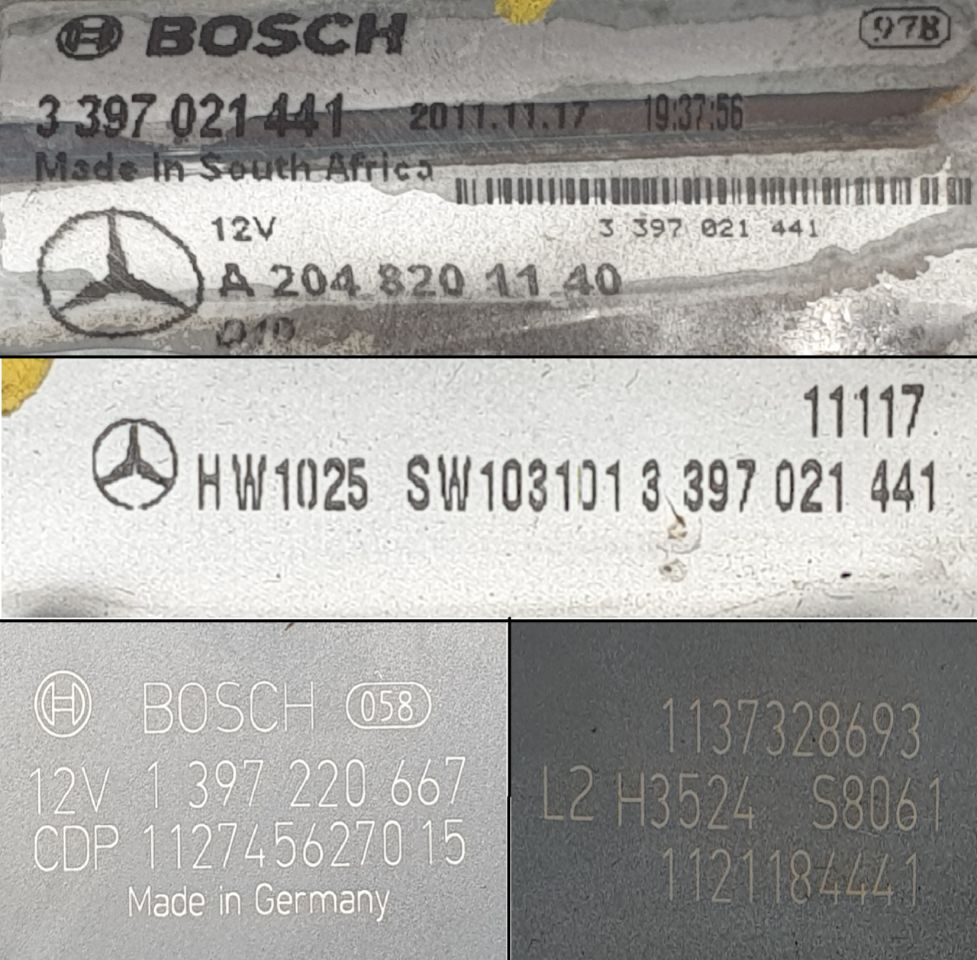 BOSCH 978
3 397 021 441 2011.11.17 19:37:56
Made in South Africa
12V 3 397 021 441
A 204 820 11 40
11117
HW1025 SW103101 3 397 021 441
BOSCH 058
12V 1 397 220 667
CDP 1127456270 15
Made in Germany
1137328693
L2 H3524 S8061
1121184441